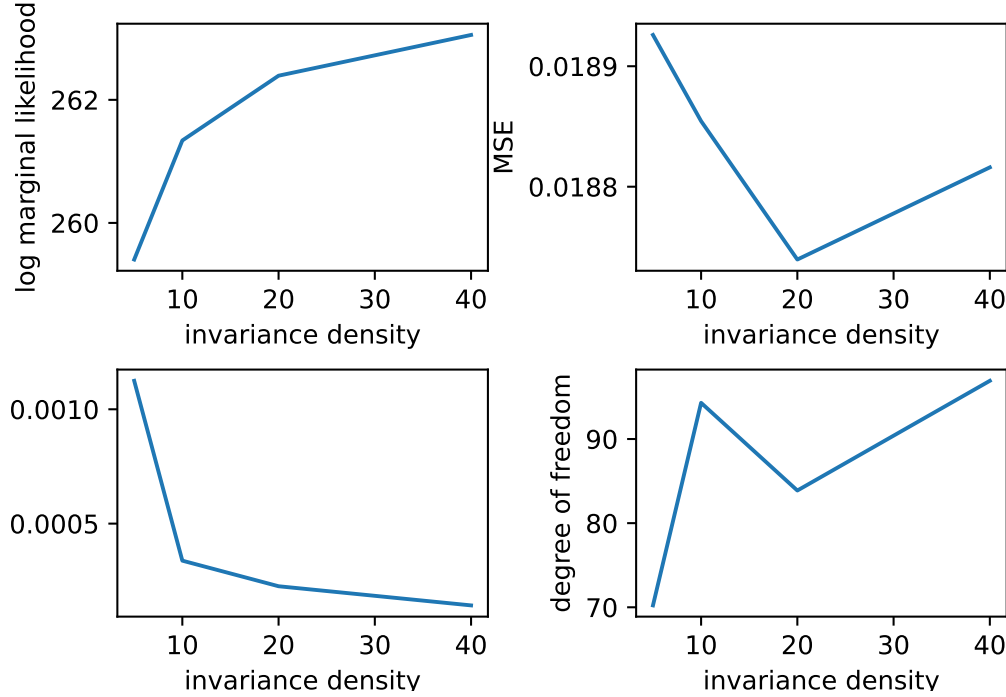 log marginal likelihood
262
260
10 20 30 40
invariance density
MSE
0.0189
0.0188
10 20 30 40
invariance density
0.0010
0.0005
10 20 30 40
invariance density
degree of freedom
90
80
70
10 20 30 40
invariance density